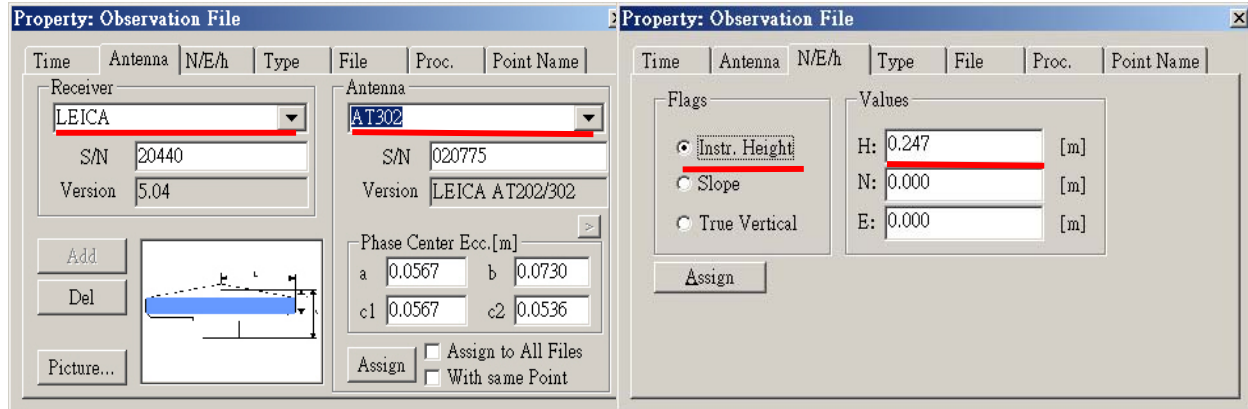 Property: Observation File
Time Antenna N/E/h Type File Proc. Point Name
Receiver
LEICA
S/N 20440
Version 5.04
Antenna
AT302
S/N 020775
Version LEICA AT202/302
>
Phase Center Ecc.[m]
a 0.0567 b 0.0730
c1 0.0567 c2 0.0536
Add
Del
Picture...
Assign
Assign to All Files
With same Point
Property: Observation File
Time Antenna N/E/h Type File Proc. Point Name
Flags
Instr. Height
Slope
True Vertical
Values
H: 0.247 [m]
N: 0.000 [m]
E: 0.000 [m]
Assign